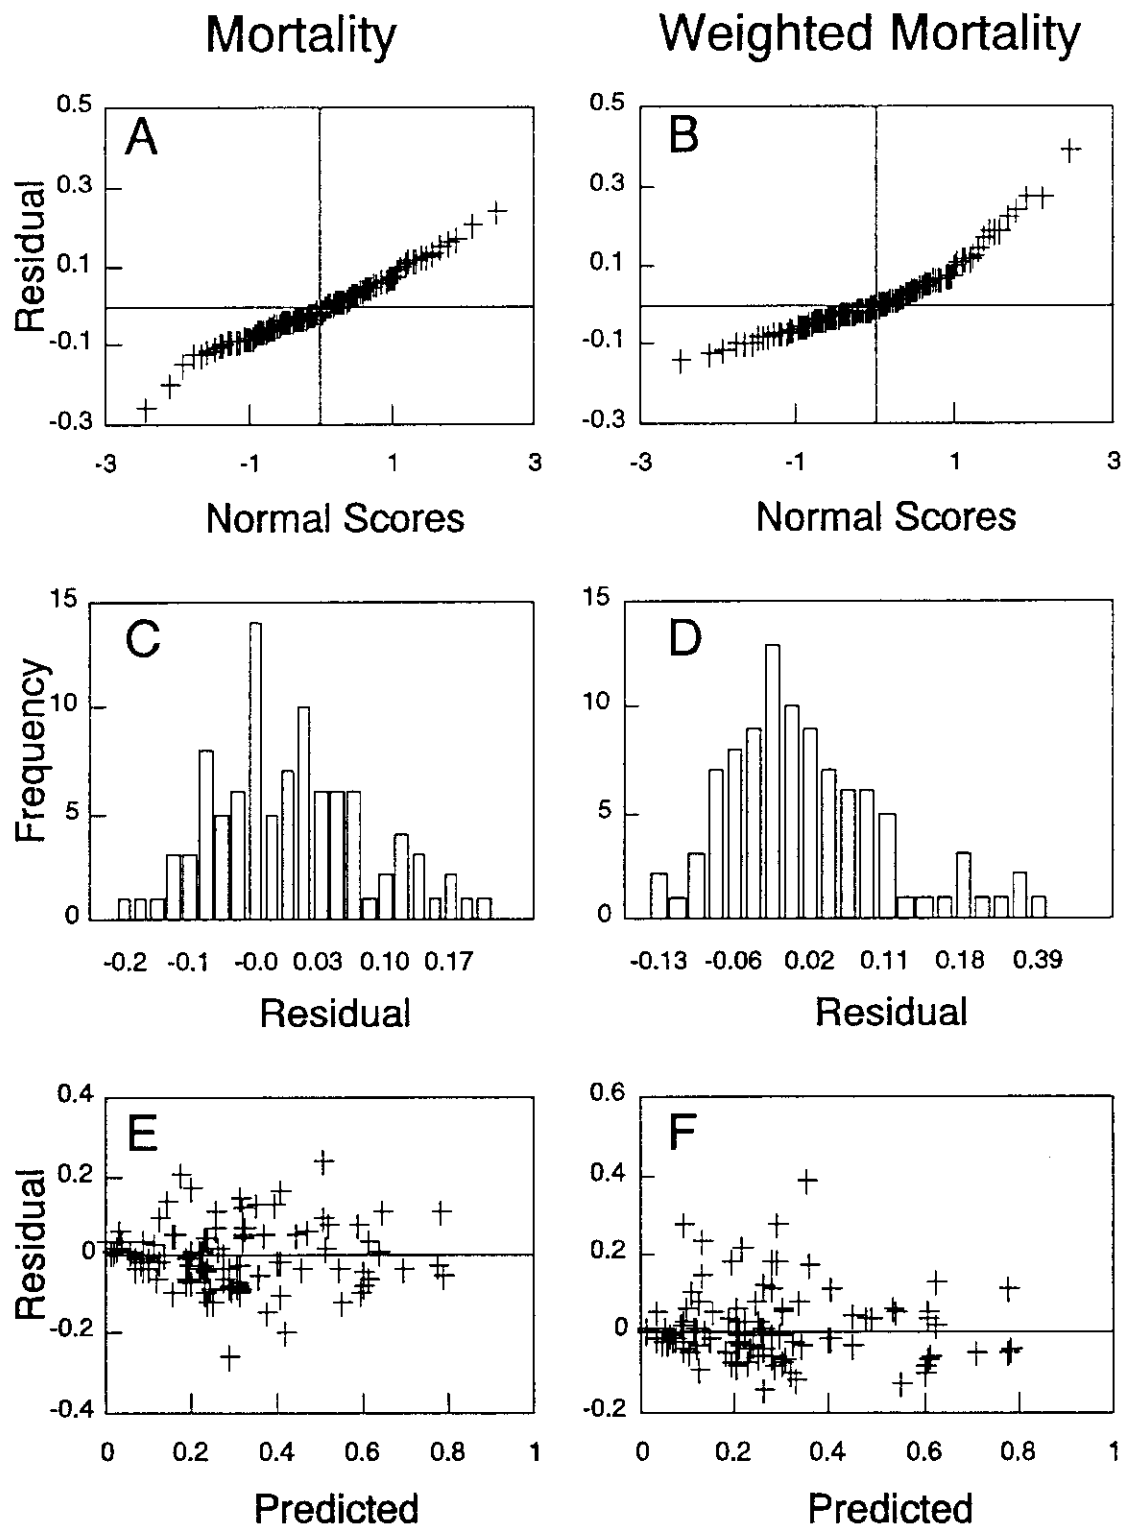 Mortality Weighted Mortality
A B
Residual
0.5 0.3 0.1 -0.1 -0.3
0.5 0.3 0.1 -0.1 -0.3
-3 -1 1 3 -3 -1 1 3
Normal Scores Normal Scores
C D
Frequency
15 10 5 0
15 10 5 0
-0.2 -0.1 -0.0 0.03 0.10 0.17 -0.13 -0.06 0.02 0.11 0.18 0.39
Residual Residual
E F
Residual
0.4 0.2 0 -0.2 -0.4
0.6 0.4 0.2 0 -0.2
0 0.2 0.4 0.6 0.8 1 0 0.2 0.4 0.6 0.8 1
Predicted Predicted